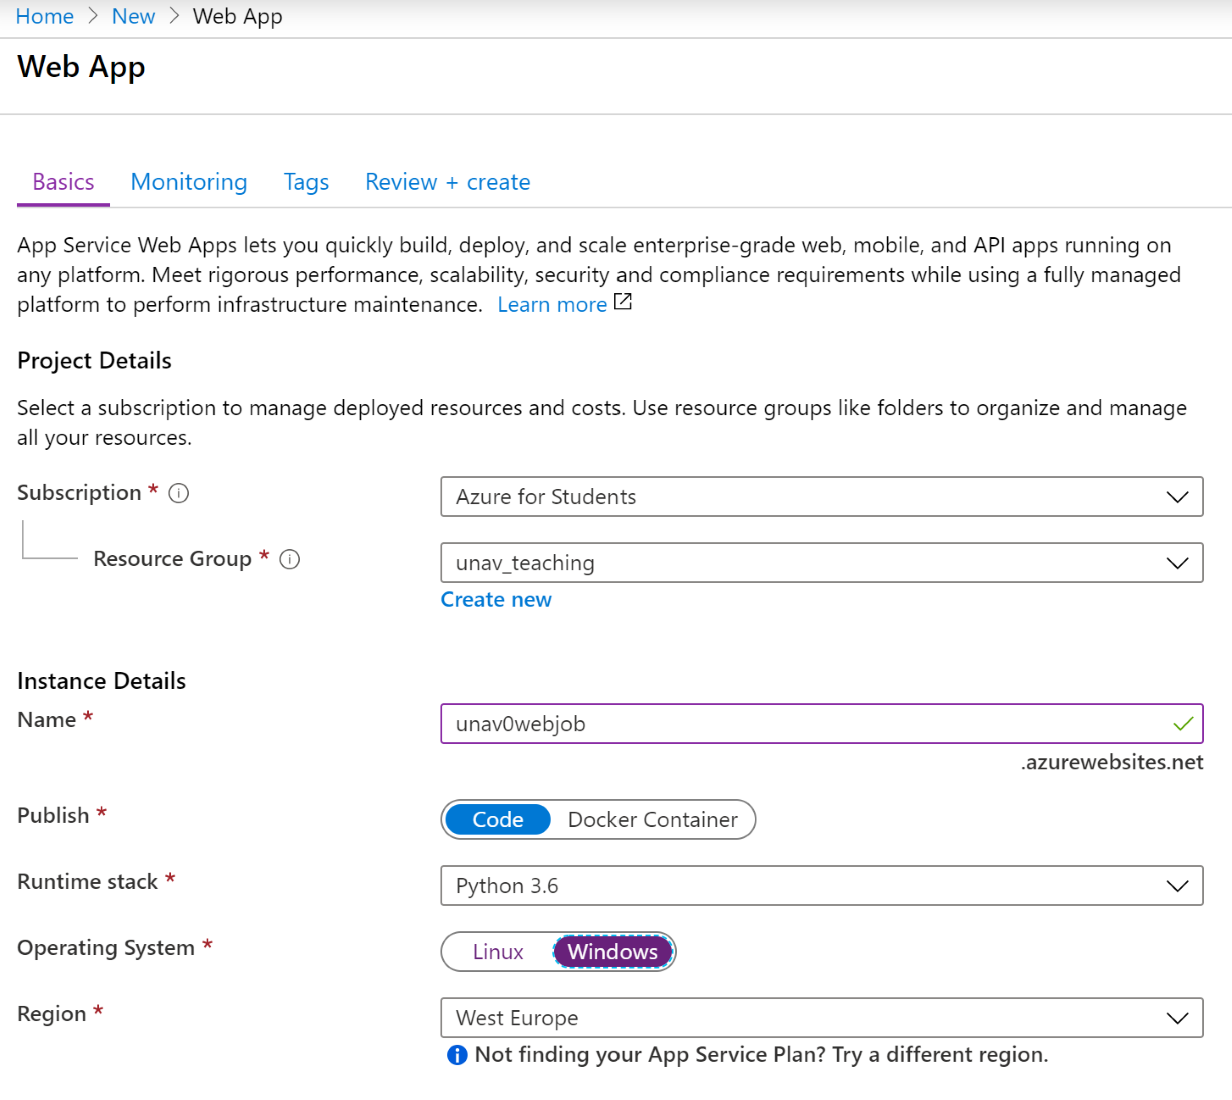 Home > New > Web App
Web App
Basics Monitoring Tags Review + create
App Service Web Apps lets you quickly build, deploy, and scale enterprise-grade web, mobile, and API apps running on
any platform. Meet rigorous performance, scalability, security and compliance requirements while using a fully managed
platform to perform infrastructure maintenance. Learn more
Project Details
Select a subscription to manage deployed resources and costs. Use resource groups like folders to organize and manage
all your resources.
Subscription * Azure for Students
Resource Group * unav_teaching
Create new
Instance Details
Name * unav0webjob
.azurewebsites.net
Publish * Code Docker Container
Runtime stack * Python 3.6
Operating System * Linux Windows
Region * West Europe
Not finding your App Service Plan? Try a different region.